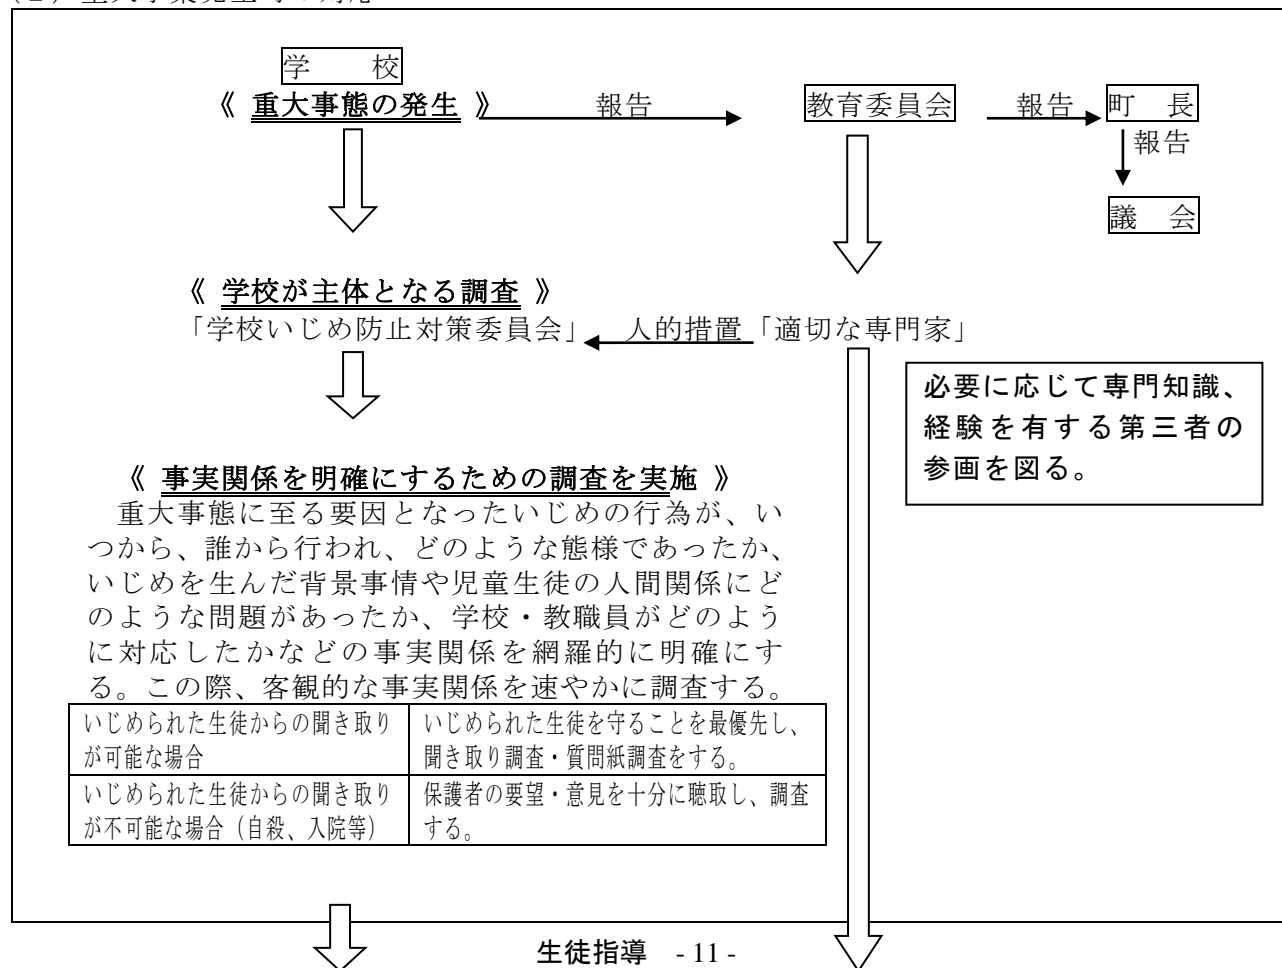 学　　校
《 重大事態の発生 》　報告　教育委員会　報告　町　長
報告
議　会
《 学校が主体となる調査 》
「学校いじめ防止対策委員会」　人的措置「適切な専門家」
必要に応じて専門知識、
経験を有する第三者の
参画を図る。
《 事実関係を明確にするための調査を実施 》
重大事態に至る要因となったいじめの行為が、い
つから、誰から行われ、どのような態様であったか、
いじめを生んだ背景事情や児童生徒の人間関係にど
のような問題があったか、学校・教職員がどのよう
に対応したかなどの事実関係を網羅的に明確にす
る。この際、客観的な事実関係を速やかに調査する。
いじめられた生徒からの聞き取り
が可能な場合
いじめられた生徒を守ることを最優先し、
聞き取り調査・質問紙調査をする。
いじめられた生徒からの聞き取り
が不可能な場合（自殺、入院等）
保護者の要望・意見を十分に聴取し、調査
する。
生徒指導　- 11 -